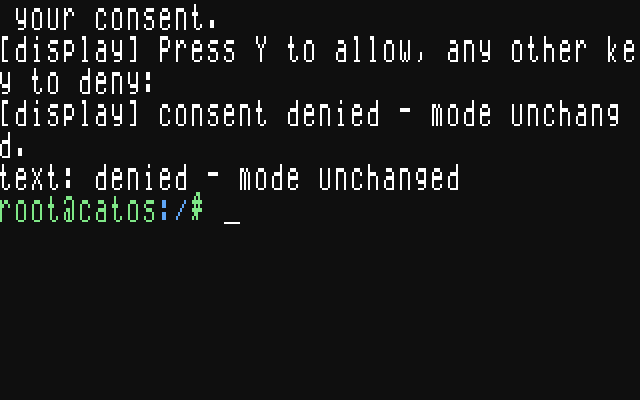 your consent.
[display] Press Y to allow, any other ke
y to deny:
[display] consent denied - mode unchang
d.
text: denied - mode unchanged
root@catos:/# _